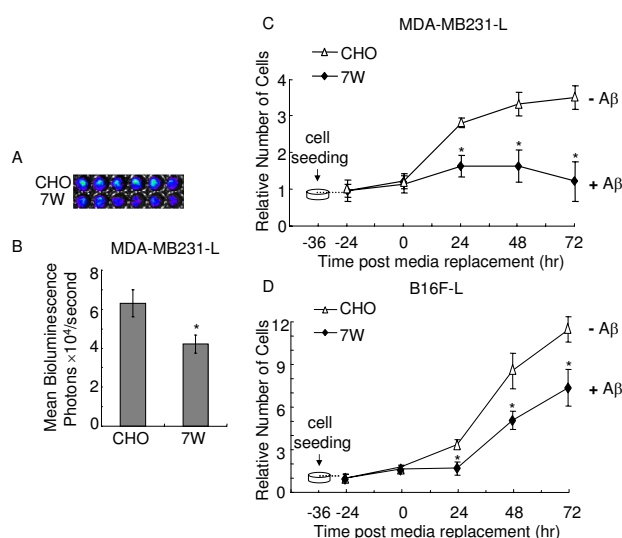 A
CHO
7W
B
MDA-MB231-L
Mean Bioluminescence
Photons ×10⁴/second
8
6
4
2
0
*
CHO
7W
C
MDA-MB231-L
CHO
7W
Relative Number of Cells
4
3
2
1
0
cell
seeding
- Aβ
+ Aβ
* * *
-36 -24 0 24 48 72
Time post media replacement (hr)
D
B16F-L
CHO
7W
Relative Number of Cells
12
9
6
3
0
cell
seeding
- Aβ
+ Aβ
* * *
-36 -24 0 24 48 72
Time post media replacement (hr)